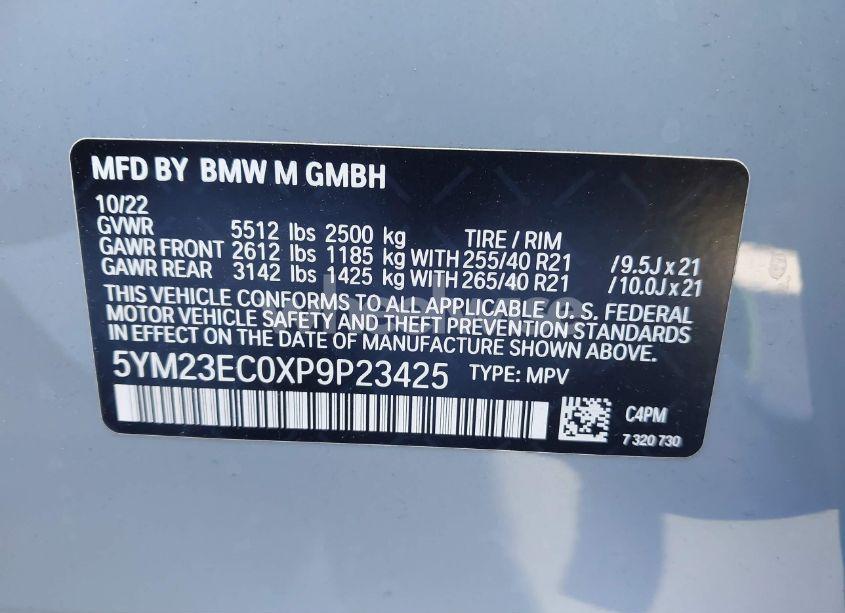 MFD BY BMW M GMBH
10/22
GVWR 5512 lbs 2500 kg TIRE / RIM
GAWR FRONT 2612 lbs 1185 kg WITH 255/40 R21 /9.5J x 21
GAWR REAR 3142 lbs 1425 kg WITH 265/40 R21 /10.0J x 21
THIS VEHICLE CONFORMS TO ALL APPLICABLE U. S. FEDERAL
MOTOR VEHICLE SAFETY AND THEFT PREVENTION STANDARDS
IN EFFECT ON THE DATE OF MANUFACTURE SHOWN ABOVE.
5YM23EC0XP9P23425 TYPE: MPV
C4PM
7 320 730